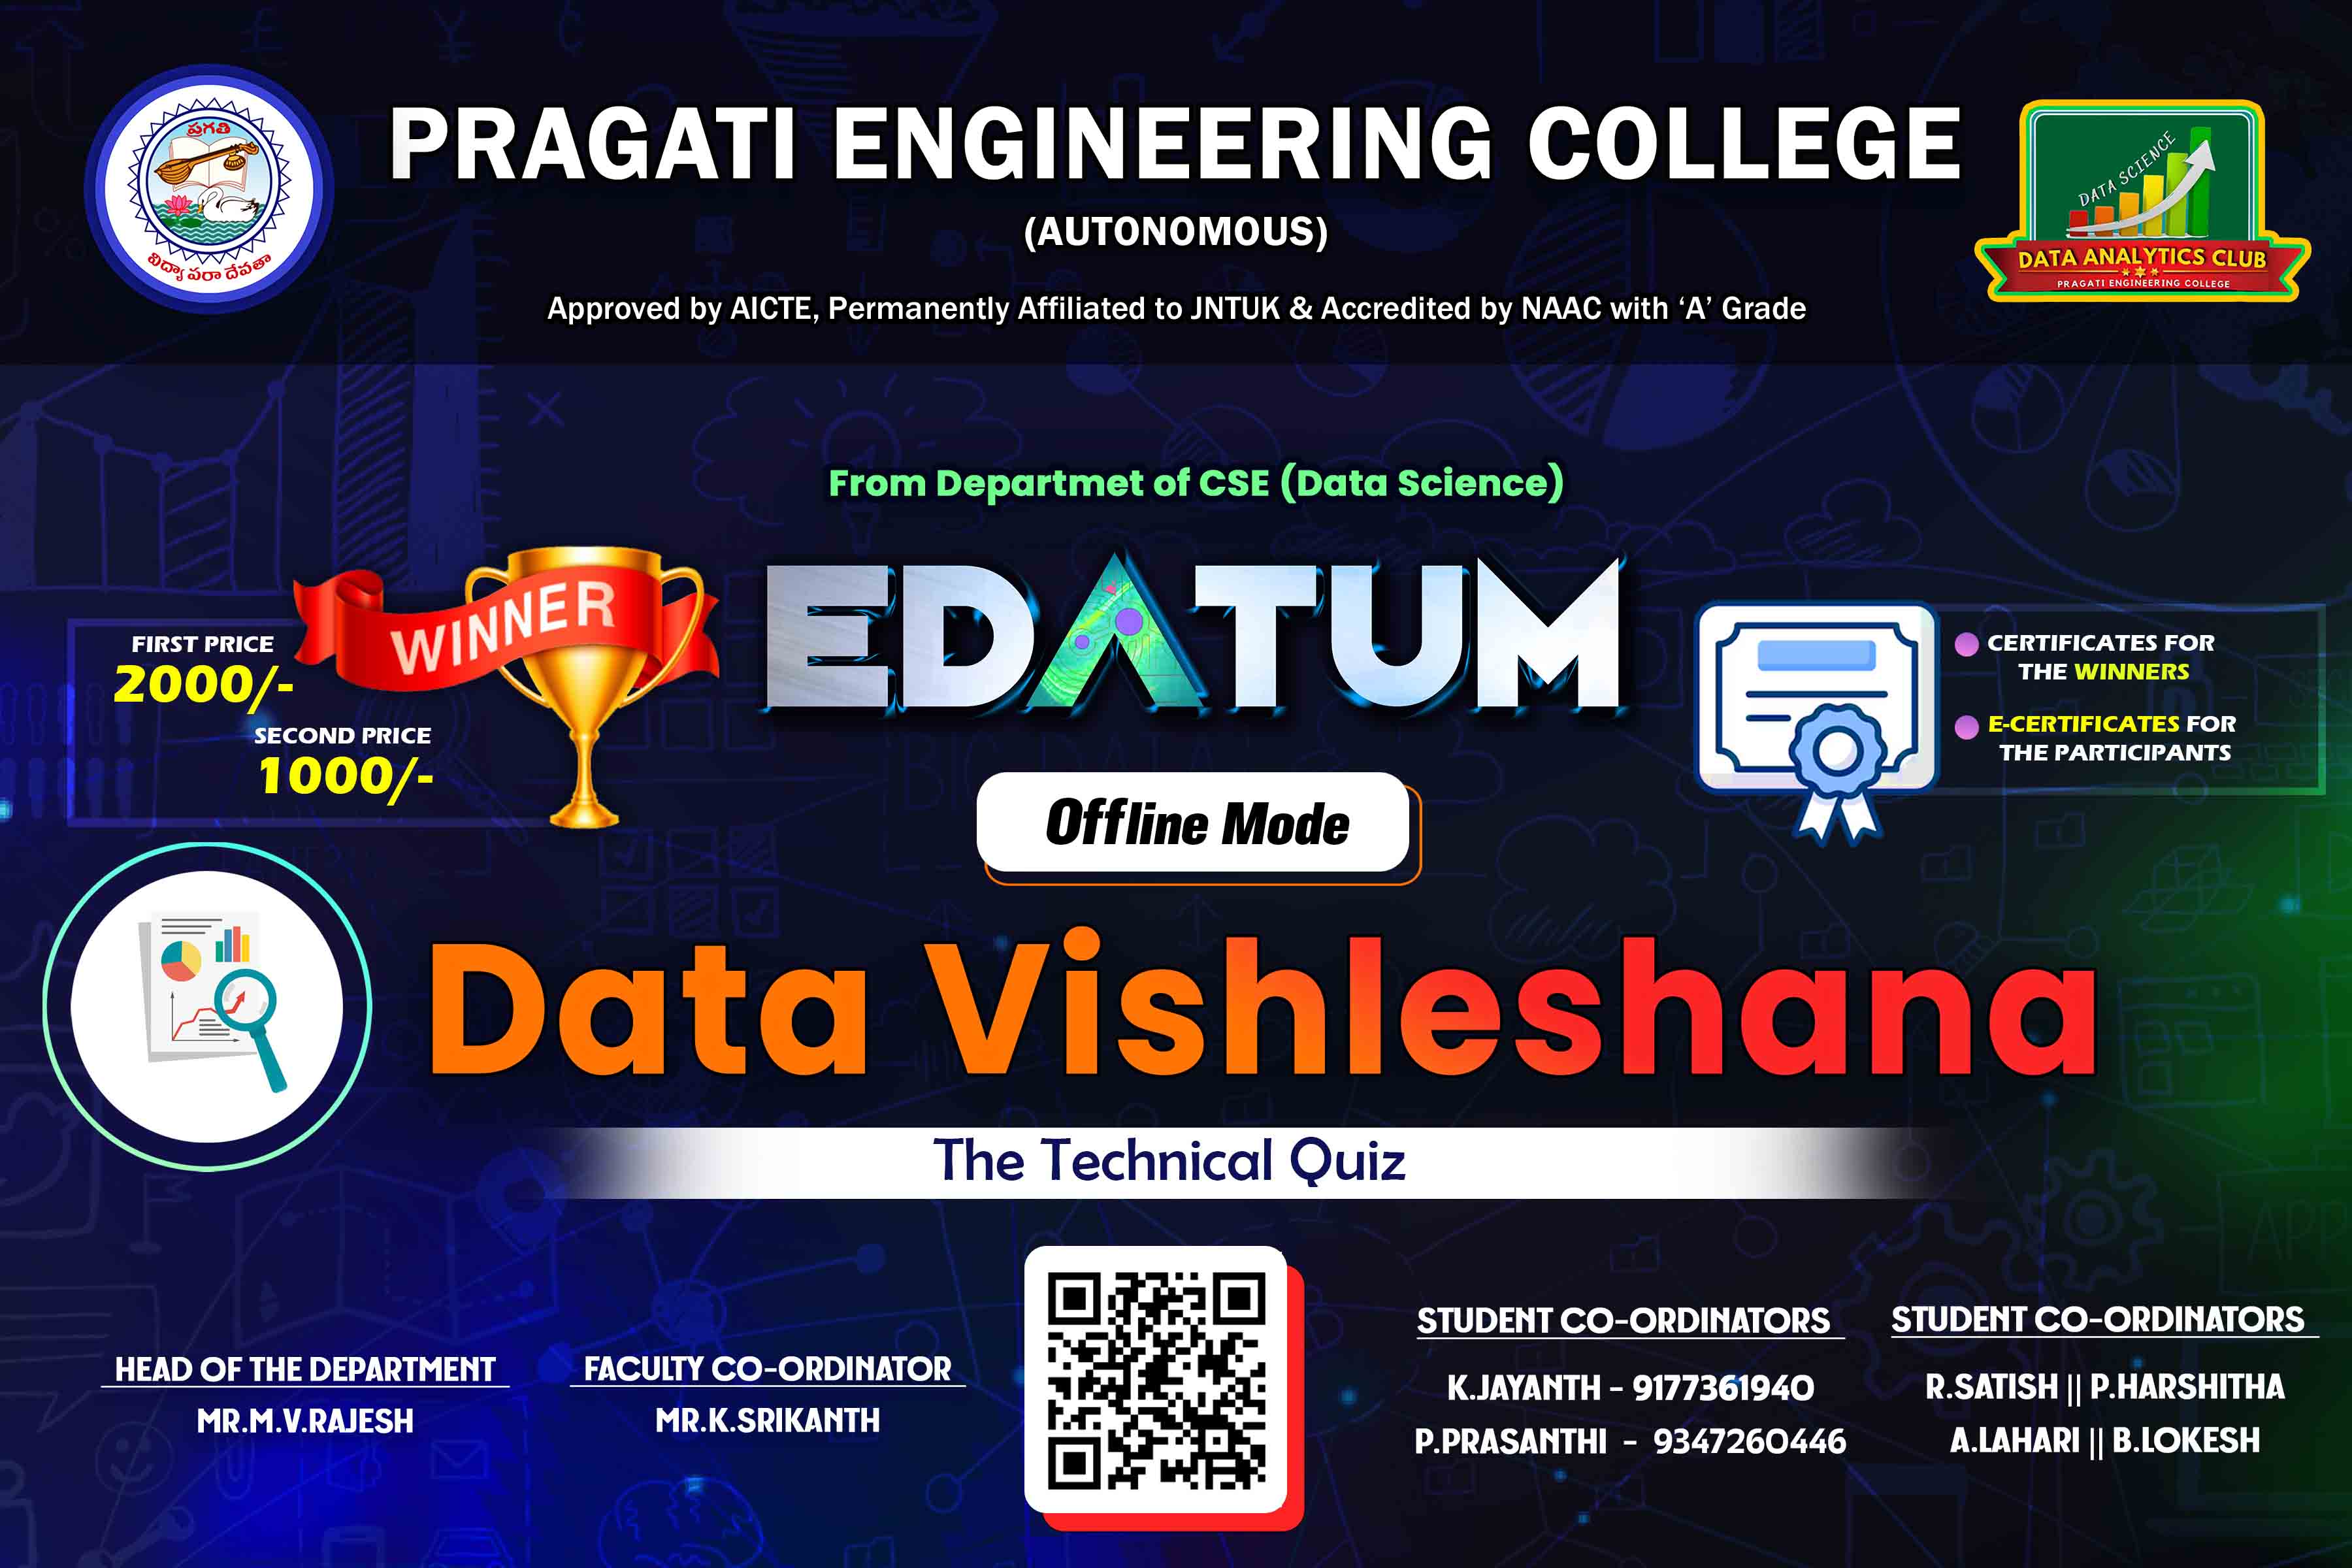 PRAGATI ENGINEERING COLLEGE
(AUTONOMOUS)
Approved by AICTE, Permanently Affiliated to JNTUK & Accredited by NAAC with ‘A’ Grade
ప్రగతి
విద్యా పరా దేవతా
DATA SCIENCE
DATA ANALYTICS CLUB
PRAGATI ENGINEERING COLLEGE
From Departmet of CSE (Data Science)
EDATUM
WINNER
FIRST PRICE
2000/-
SECOND PRICE
1000/-
CERTIFICATES FOR
THE WINNERS
E-CERTIFICATES FOR
THE PARTICIPANTS
Offline Mode
Data Vishleshana
The Technical Quiz
HEAD OF THE DEPARTMENT
MR.M.V.RAJESH
FACULTY CO-ORDINATOR
MR.K.SRIKANTH
STUDENT CO-ORDINATORS
K.JAYANTH - 9177361940
P.PRASANTHI - 9347260446
STUDENT CO-ORDINATORS
R.SATISH || P.HARSHITHA
A.LAHARI || B.LOKESH
BIG DATA
APP